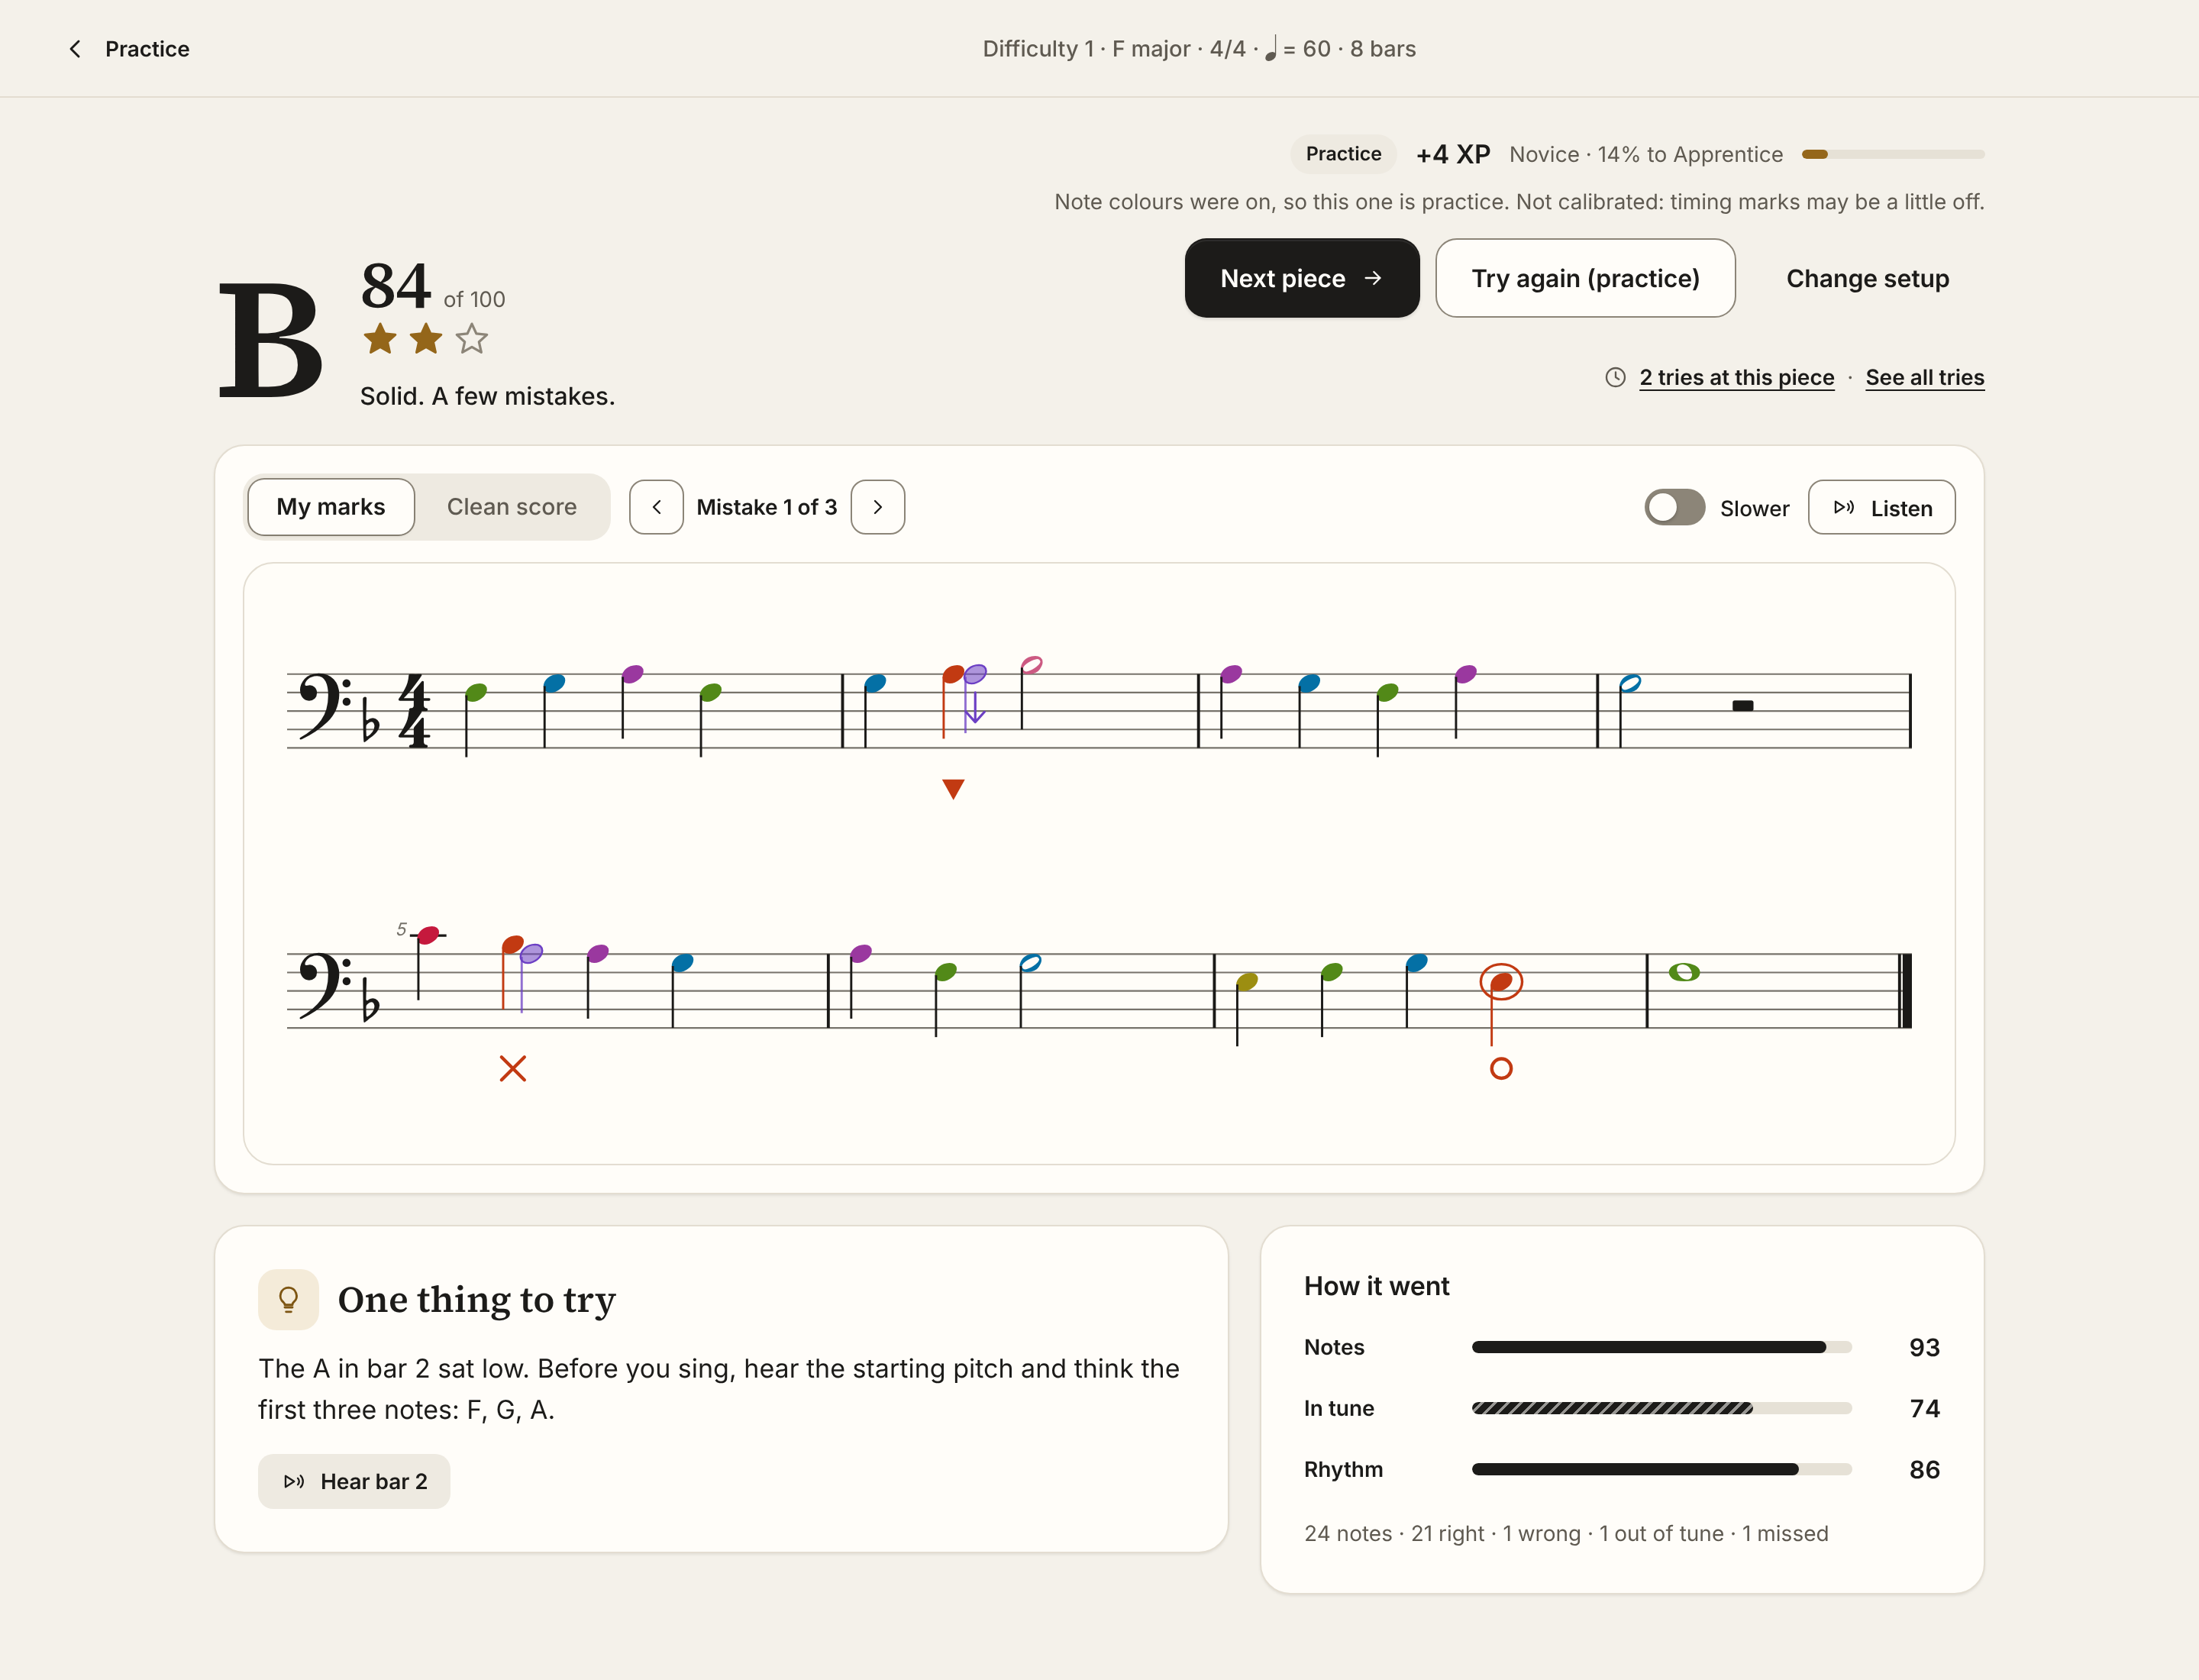 Practice
Difficulty 1 · F major · 4/4 · ♩ = 60 · 8 bars
Practice +4 XP Novice · 14% to Apprentice
Note colours were on, so this one is practice. Not calibrated: timing marks may be a little off.
Next piece → Try again (practice) Change setup
B
84 of 100
Solid. A few mistakes.
2 tries at this piece · See all tries
My marks Clean score Mistake 1 of 3 Slower Listen
4
4
5
One thing to try
The A in bar 2 sat low. Before you sing, hear the starting pitch and think the
first three notes: F, G, A.
Hear bar 2
How it went
Notes 93
In tune 74
Rhythm 86
24 notes · 21 right · 1 wrong · 1 out of tune · 1 missed